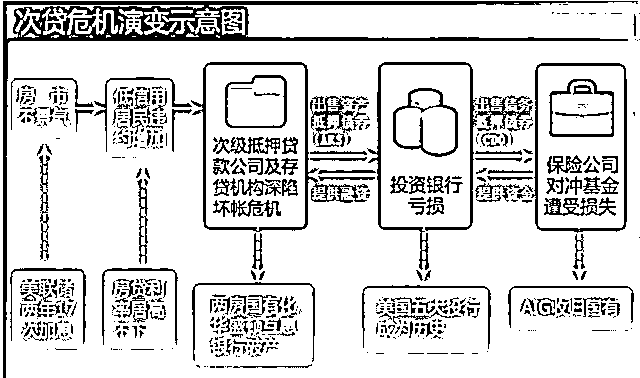 次贷危机演变示意图
房 市
不景气
低信用
居民违
约增加
次级抵押贷
款公司及存
贷机构深陷
坏帐危机
出售资产
抵押债券
投资银行
亏损
出售债务
抵押债券
(CDO)
保险公司
对冲基金
遭受损失
提供资金
提供资金
美联储
两年17
次加息
房贷利
率居高
不下
两房国有化
华盛顿互惠
银行破产
美国五大投行
成为历史
AIG收归国有